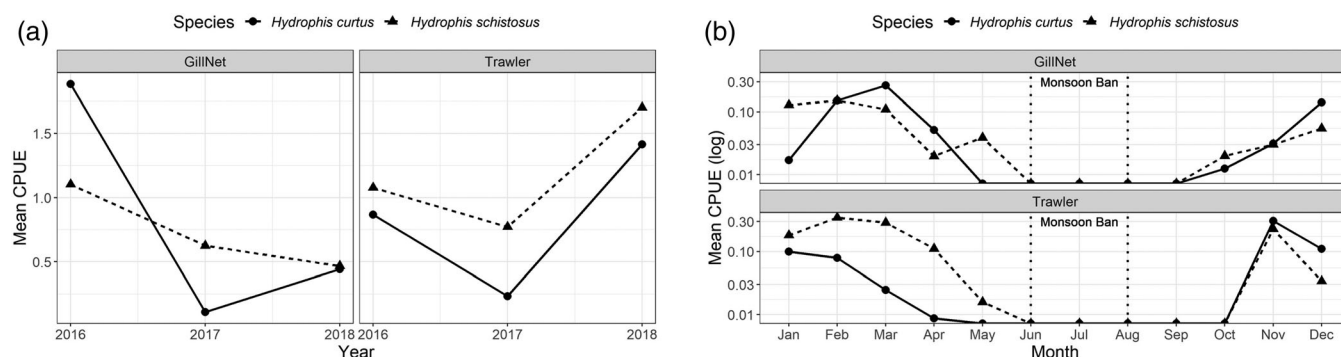 (a)
Species Hydrophis curtus Hydrophis schistosus
GillNet Trawler
Mean CPUE
1.5
1.0
0.5
2016 2017 2018 2016 2017 2018
Year
(b)
Species Hydrophis curtus Hydrophis schistosus
GillNet
Monsoon Ban
0.30
0.10
0.03
0.01
Mean CPUE (log)
Trawler
Monsoon Ban
0.30
0.10
0.03
0.01
Jan Feb Mar Apr May Jun Jul Aug Sep Oct Nov Dec
Month